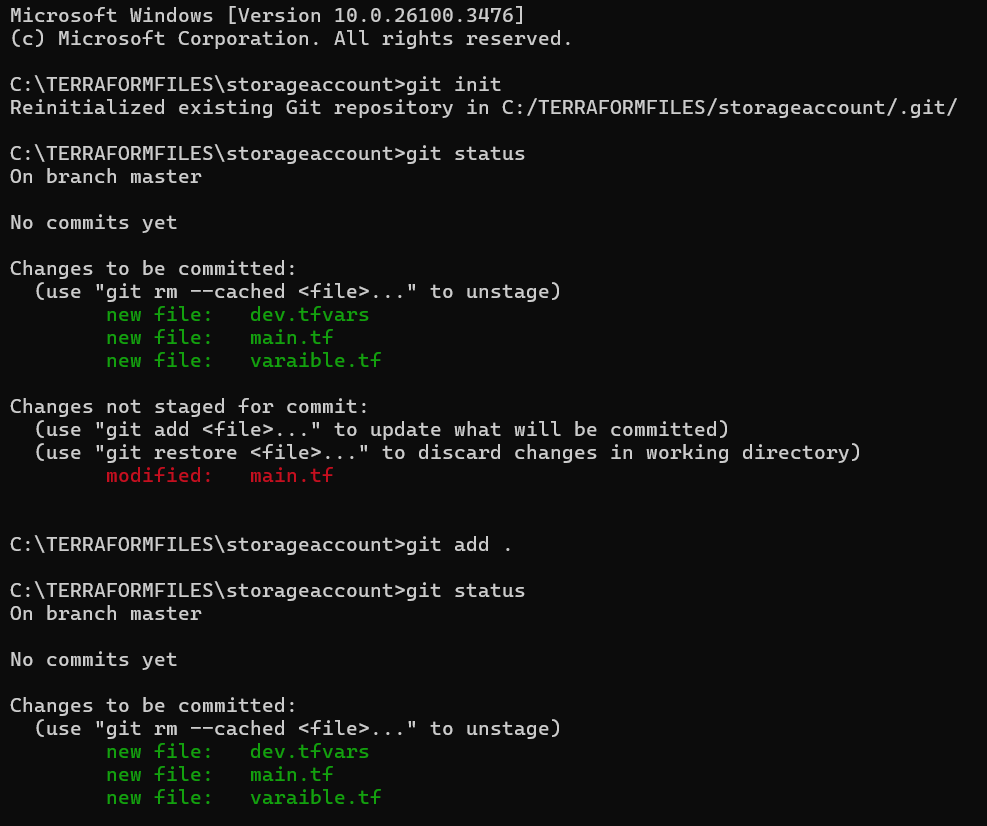 Microsoft Windows [Version 10.0.26100.3476]
(c) Microsoft Corporation. All rights reserved.
C:\TERRAFORMFILES\storageaccount>git init
Reinitialized existing Git repository in C:/TERRAFORMFILES/storageaccount/.git/
C:\TERRAFORMFILES\storageaccount>git status
On branch master
No commits yet
Changes to be committed:
  (use "git rm --cached <file>..." to unstage)
        new file:   dev.tfvars
        new file:   main.tf
        new file:   varaible.tf
Changes not staged for commit:
  (use "git add <file>..." to update what will be committed)
  (use "git restore <file>..." to discard changes in working directory)
        modified:   main.tf
C:\TERRAFORMFILES\storageaccount>git add .
C:\TERRAFORMFILES\storageaccount>git status
On branch master
No commits yet
Changes to be committed:
  (use "git rm --cached <file>..." to unstage)
        new file:   dev.tfvars
        new file:   main.tf
        new file:   varaible.tf